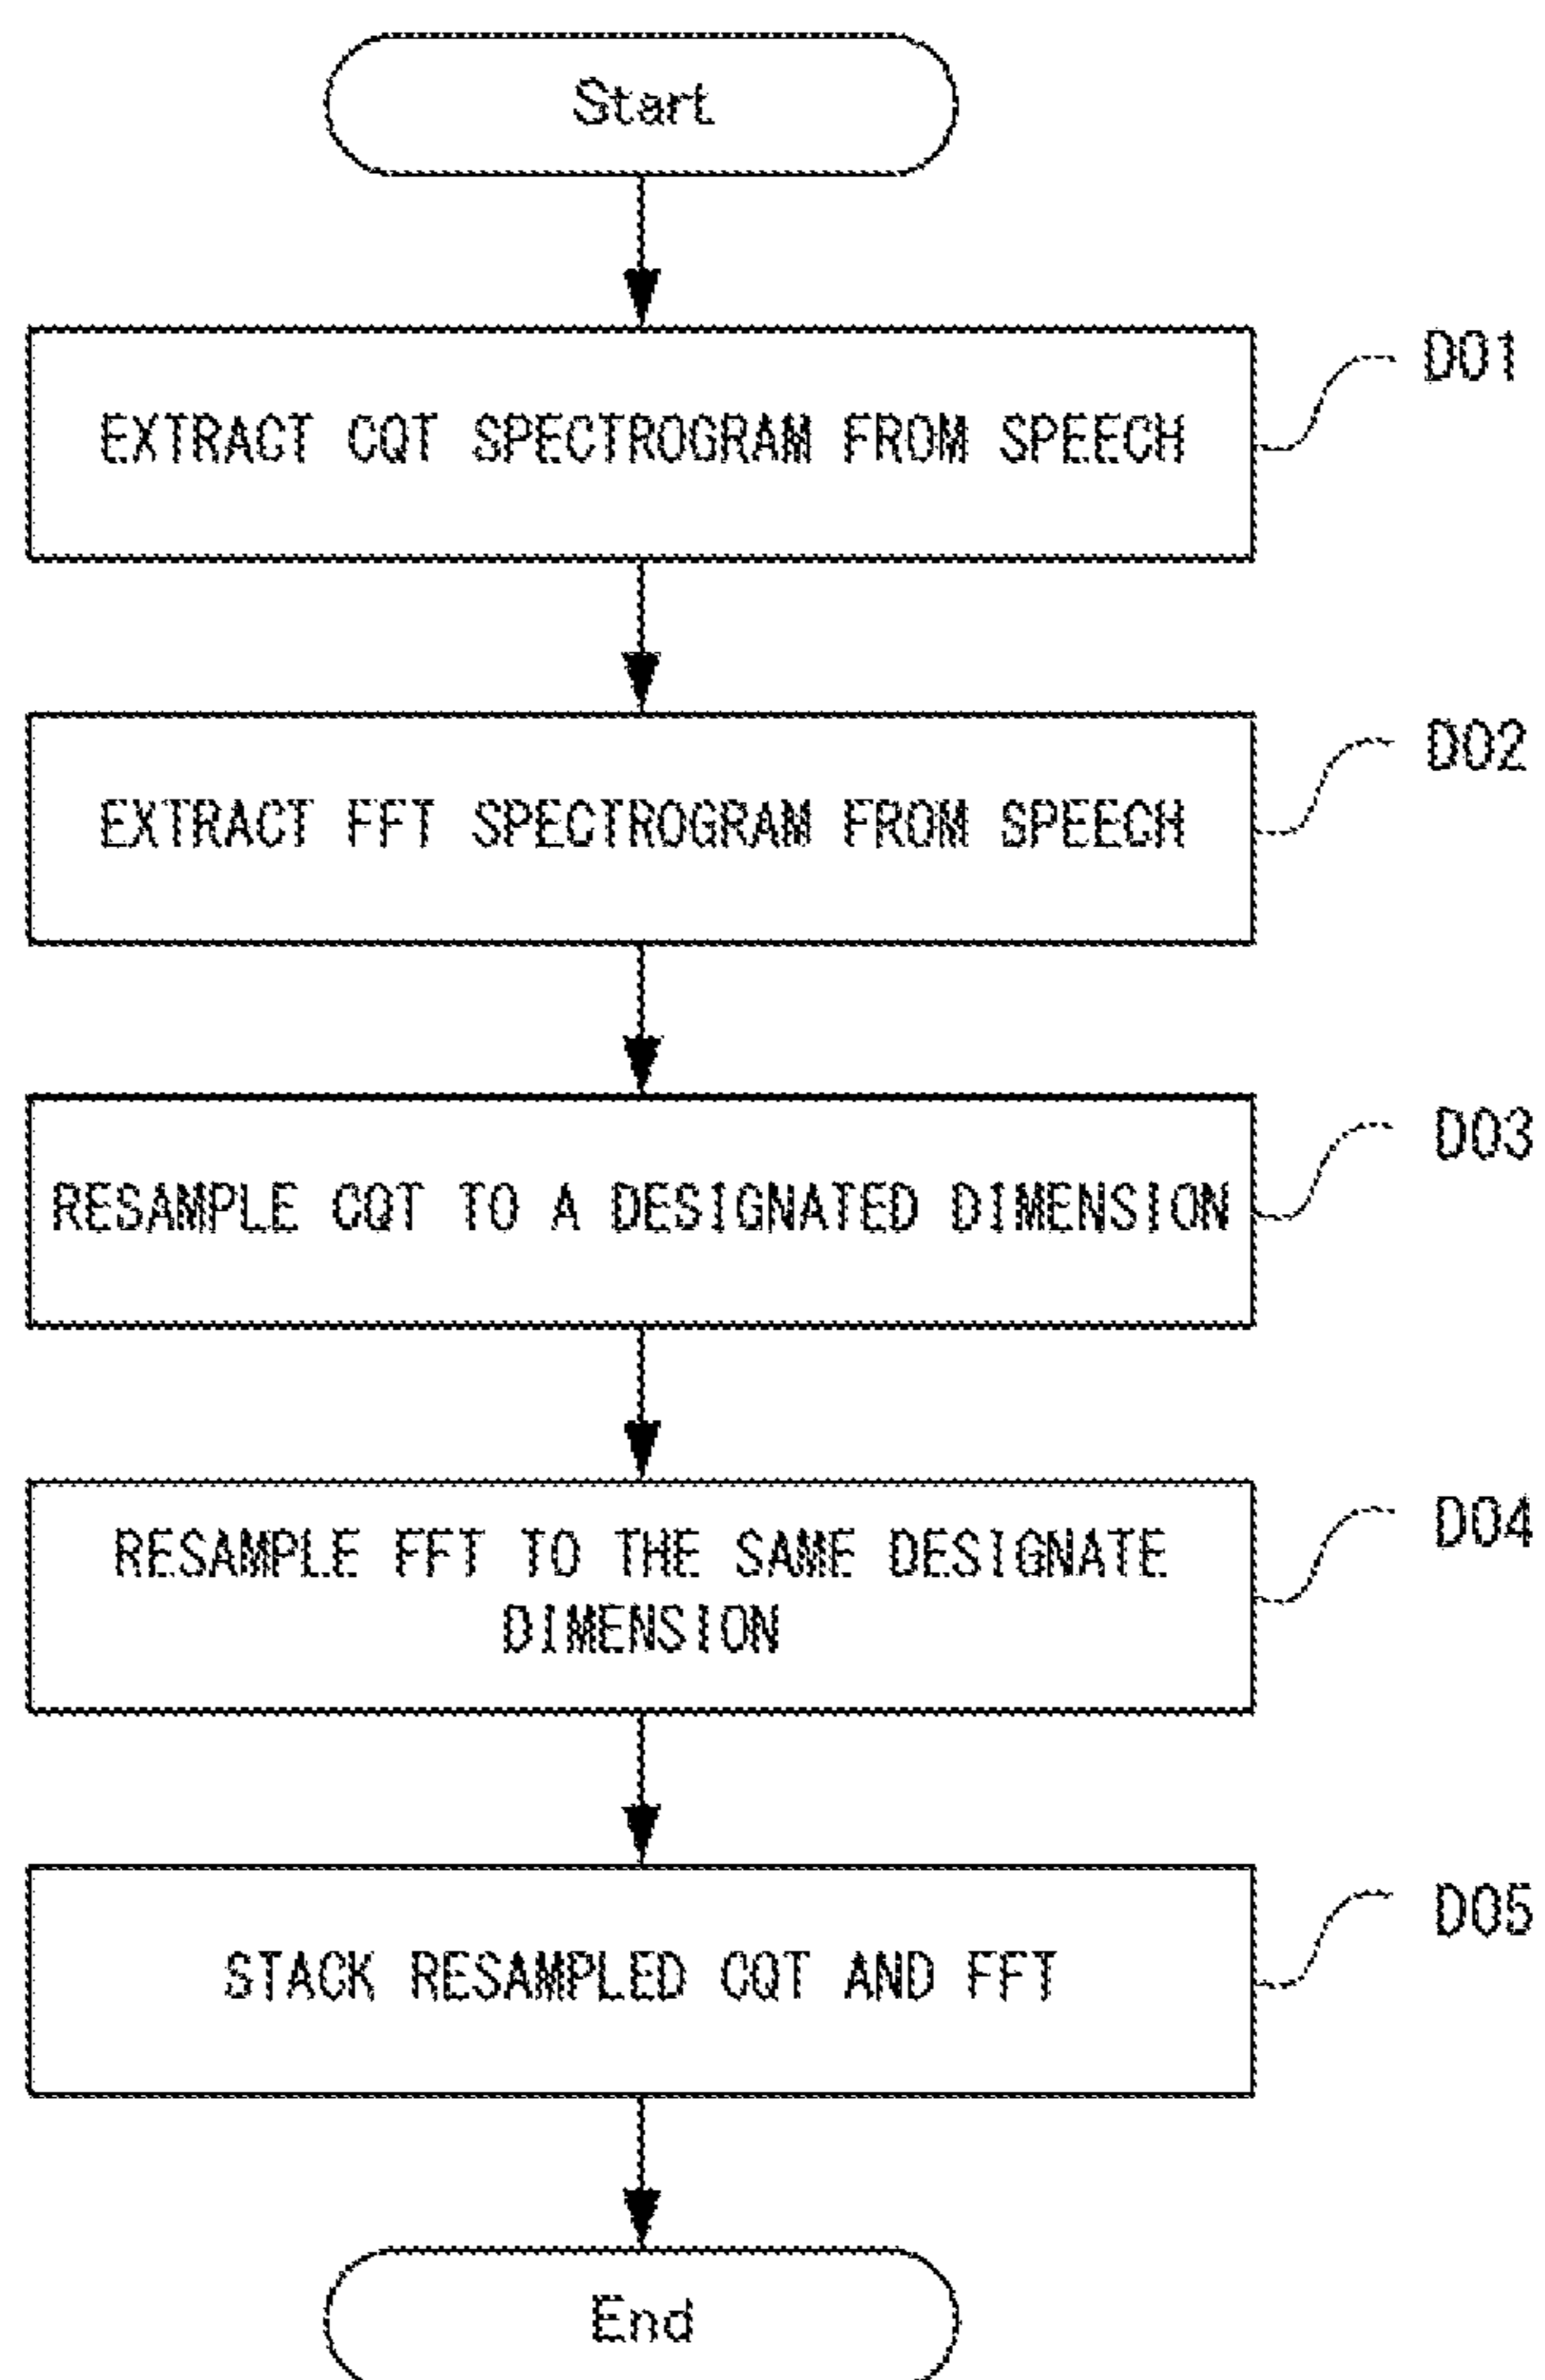 Start
EXTRACT CQT SPECTROGRAM FROM SPEECH
D01
EXTRACT FFT SPECTROGRAM FROM SPEECH
D02
RESAMPLE CQT TO A DESIGNATED DIMENSION
D03
RESAMPLE FFT TO THE SAME DESIGNATE
DIMENSION
D04
STACK RESAMPLED CQT AND FFT
D05
End